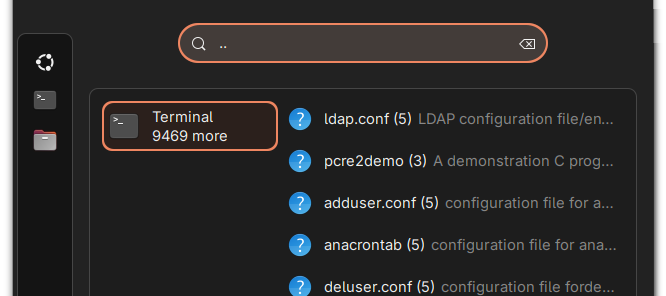 ..
Terminal
9469 more
ldap.conf (5) LDAP configuration file/en...
pcre2demo (3) A demonstration C prog...
adduser.conf (5) configuration file for a...
anacrontab (5) configuration file for ana...
deluser.conf (5) configuration file forde...